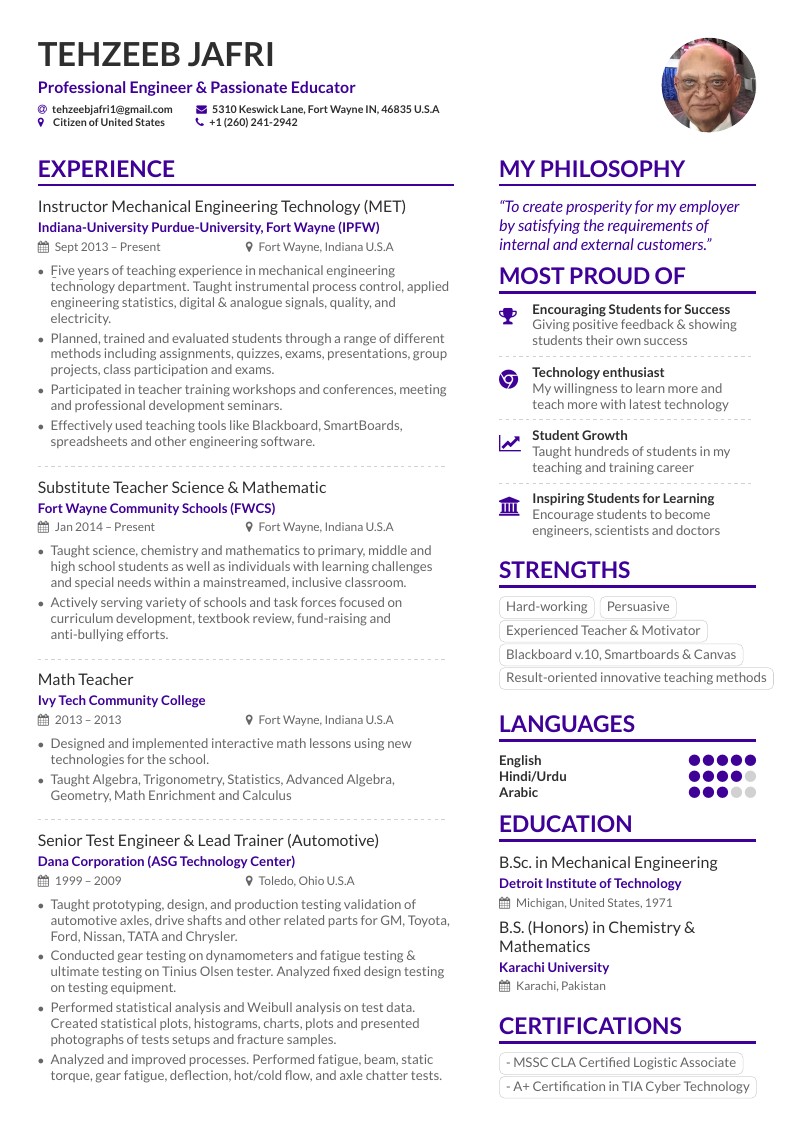 TEHZEEB JAFRI
Professional Engineer & Passionate Educator
tehzeebjafri1@gmail.com 5310 Keswick Lane, Fort Wayne IN, 46835 U.S.A
Citizen of United States +1 (260) 241-2942
EXPERIENCE
Instructor Mechanical Engineering Technology (MET)
Indiana-University Purdue-University, Fort Wayne (IPFW)
Sept 2013 – Present Fort Wayne, Indiana U.S.A
• Five years of teaching experience in mechanical engineering
technology department. Taught instrumental process control, applied
engineering statistics, digital & analogue signals, quality, and
electricity.
• Planned, trained and evaluated students through a range of different
methods including assignments, quizzes, exams, presentations, group
projects, class participation and exams.
• Participated in teacher training workshops and conferences, meeting
and professional development seminars.
• Effectively used teaching tools like Blackboard, SmartBoards,
spreadsheets and other engineering software.
Substitute Teacher Science & Mathematic
Fort Wayne Community Schools (FWCS)
Jan 2014 – Present Fort Wayne, Indiana U.S.A
• Taught science, chemistry and mathematics to primary, middle and
high school students as well as individuals with learning challenges
and special needs within a mainstreamed, inclusive classroom.
• Actively serving variety of schools and task forces focused on
curriculum development, textbook review, fund-raising and
anti-bullying efforts.
Math Teacher
Ivy Tech Community College
2013 – 2013 Fort Wayne, Indiana U.S.A
• Designed and implemented interactive math lessons using new
technologies for the school.
• Taught Algebra, Trigonometry, Statistics, Advanced Algebra,
Geometry, Math Enrichment and Calculus
Senior Test Engineer & Lead Trainer (Automotive)
Dana Corporation (ASG Technology Center)
1999 – 2009 Toledo, Ohio U.S.A
• Taught prototyping, design, and production testing validation of
automotive axles, drive shafts and other related parts for GM, Toyota,
Ford, Nissan, TATA and Chrysler.
• Conducted gear testing on dynamometers and fatigue testing &
ultimate testing on Tinius Olsen tester. Analyzed fixed design testing
on testing equipment.
• Performed statistical analysis and Weibull analysis on test data.
Created statistical plots, histograms, charts, plots and presented
photographs of tests setups and fracture samples.
• Analyzed and improved processes. Performed fatigue, beam, static
torque, gear fatigue, deflection, hot/cold flow, and axle chatter tests.
MY PHILOSOPHY
“To create prosperity for my employer
by satisfying the requirements of
internal and external customers.”
MOST PROUD OF
Encouraging Students for Success
Giving positive feedback & showing
students their own success
Technology enthusiast
My willingness to learn more and
teach more with latest technology
Student Growth
Taught hundreds of students in my
teaching and training career
Inspiring Students for Learning
Encourage students to become
engineers, scientists and doctors
STRENGTHS
Hard-working Persuasive
Experienced Teacher & Motivator
Blackboard v.10, Smartboards & Canvas
Result-oriented innovative teaching methods
LANGUAGES
English
Hindi/Urdu
Arabic
EDUCATION
B.Sc. in Mechanical Engineering
Detroit Institute of Technology
Michigan, United States, 1971
B.S. (Honors) in Chemistry &
Mathematics
Karachi University
Karachi, Pakistan
CERTIFICATIONS
- MSSC CLA Certified Logistic Associate
- A+ Certification in TIA Cyber Technology